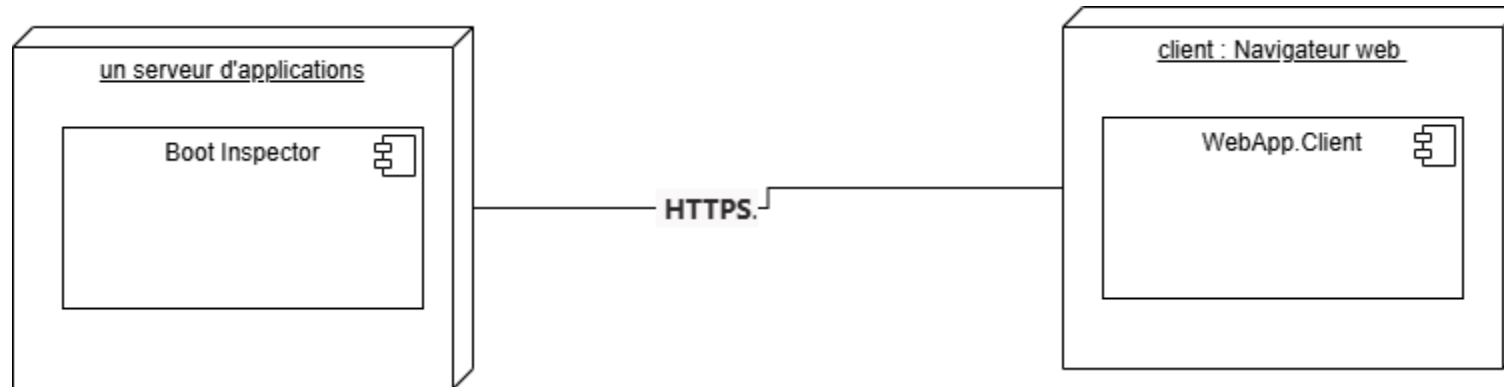 un serveur d'applications
Boot Inspector
HTTPS.
client : Navigateur web
WebApp.Client